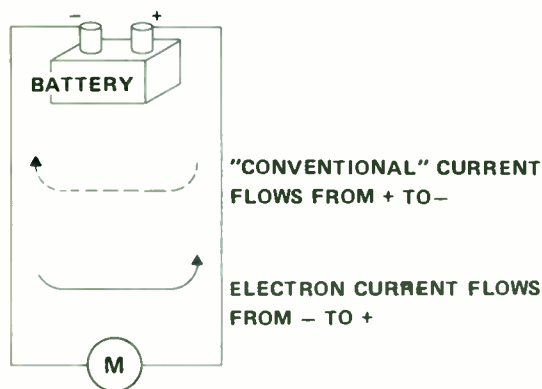 – +
BATTERY
"CONVENTIONAL" CURRENT
FLOWS FROM + TO–
ELECTRON CURRENT FLOWS
FROM – TO +
M